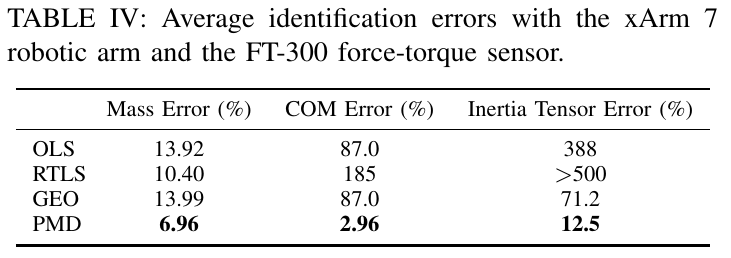 TABLE IV: Average identification errors with the xArm 7
robotic arm and the FT-300 force-torque sensor.
Mass Error (%) COM Error (%) Inertia Tensor Error (%)
OLS 13.92 87.0 388
RTLS 10.40 185 >500
GEO 13.99 87.0 71.2
PMD 6.96 2.96 12.5